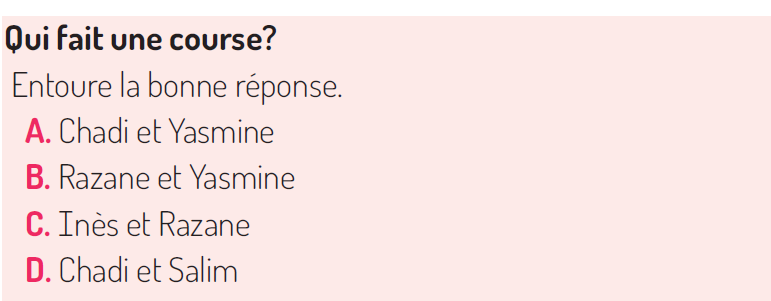 Qui fait une course?
Entoure la bonne réponse.
A. Chadi et Yasmine
B. Razane et Yasmine
C. Inès et Razane
D. Chadi et Salim